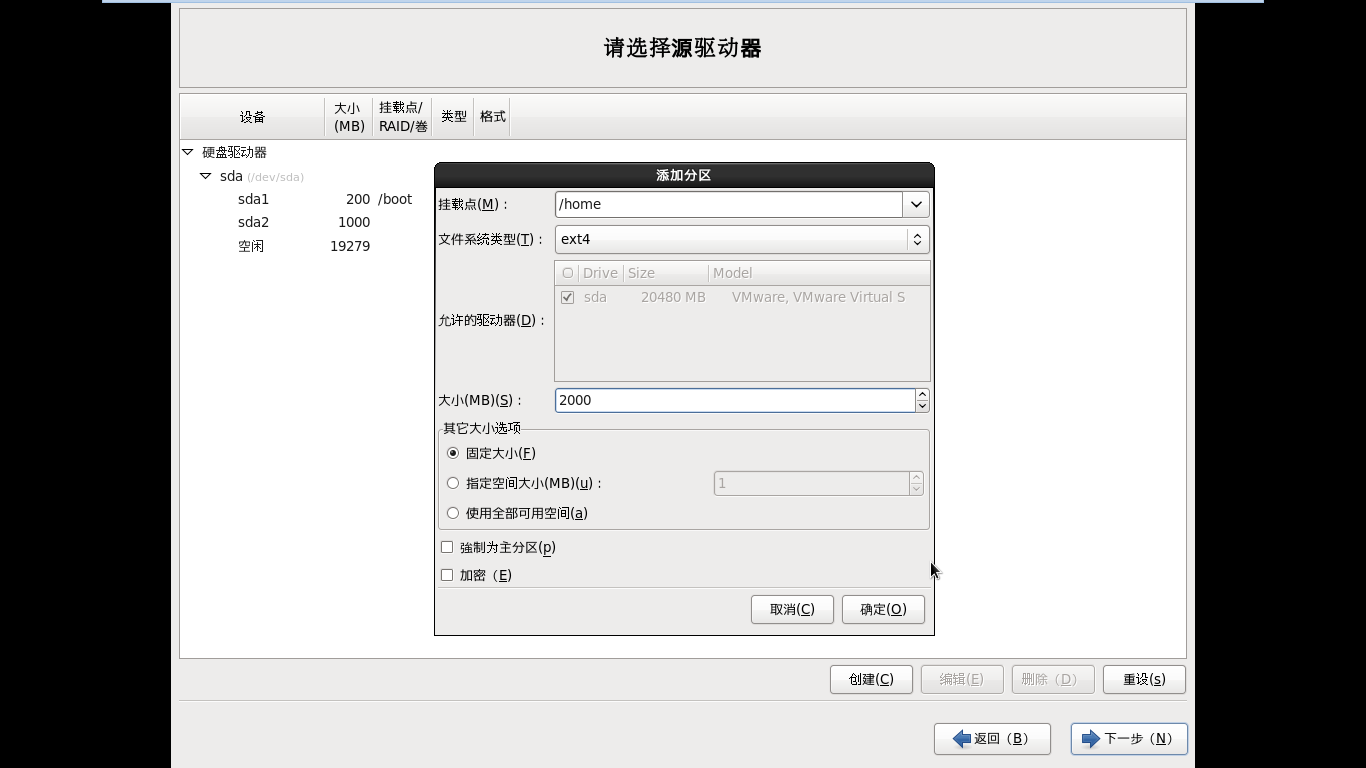 请选择源驱动器
设备
大小
(MB)
挂载点/
RAID/卷
类型
格式
硬盘驱动器
sda (/dev/sda)
sda1 200 /boot
sda2 1000
空闲 19279
添加分区
挂载点(M)： /home
文件系统类型(T)： ext4
允许的驱动器(D)：
Drive Size Model
sda 20480 MB VMware, VMware Virtual S
大小(MB)(S)： 2000
其它大小选项
固定大小(F)
指定空间大小(MB)(u)： 1
使用全部可用空间(a)
强制为主分区(p)
加密（E)
取消(C) 确定(O)
创建(C) 编辑(E) 删除（D） 重设(s)
返回（B） 下一步（N）